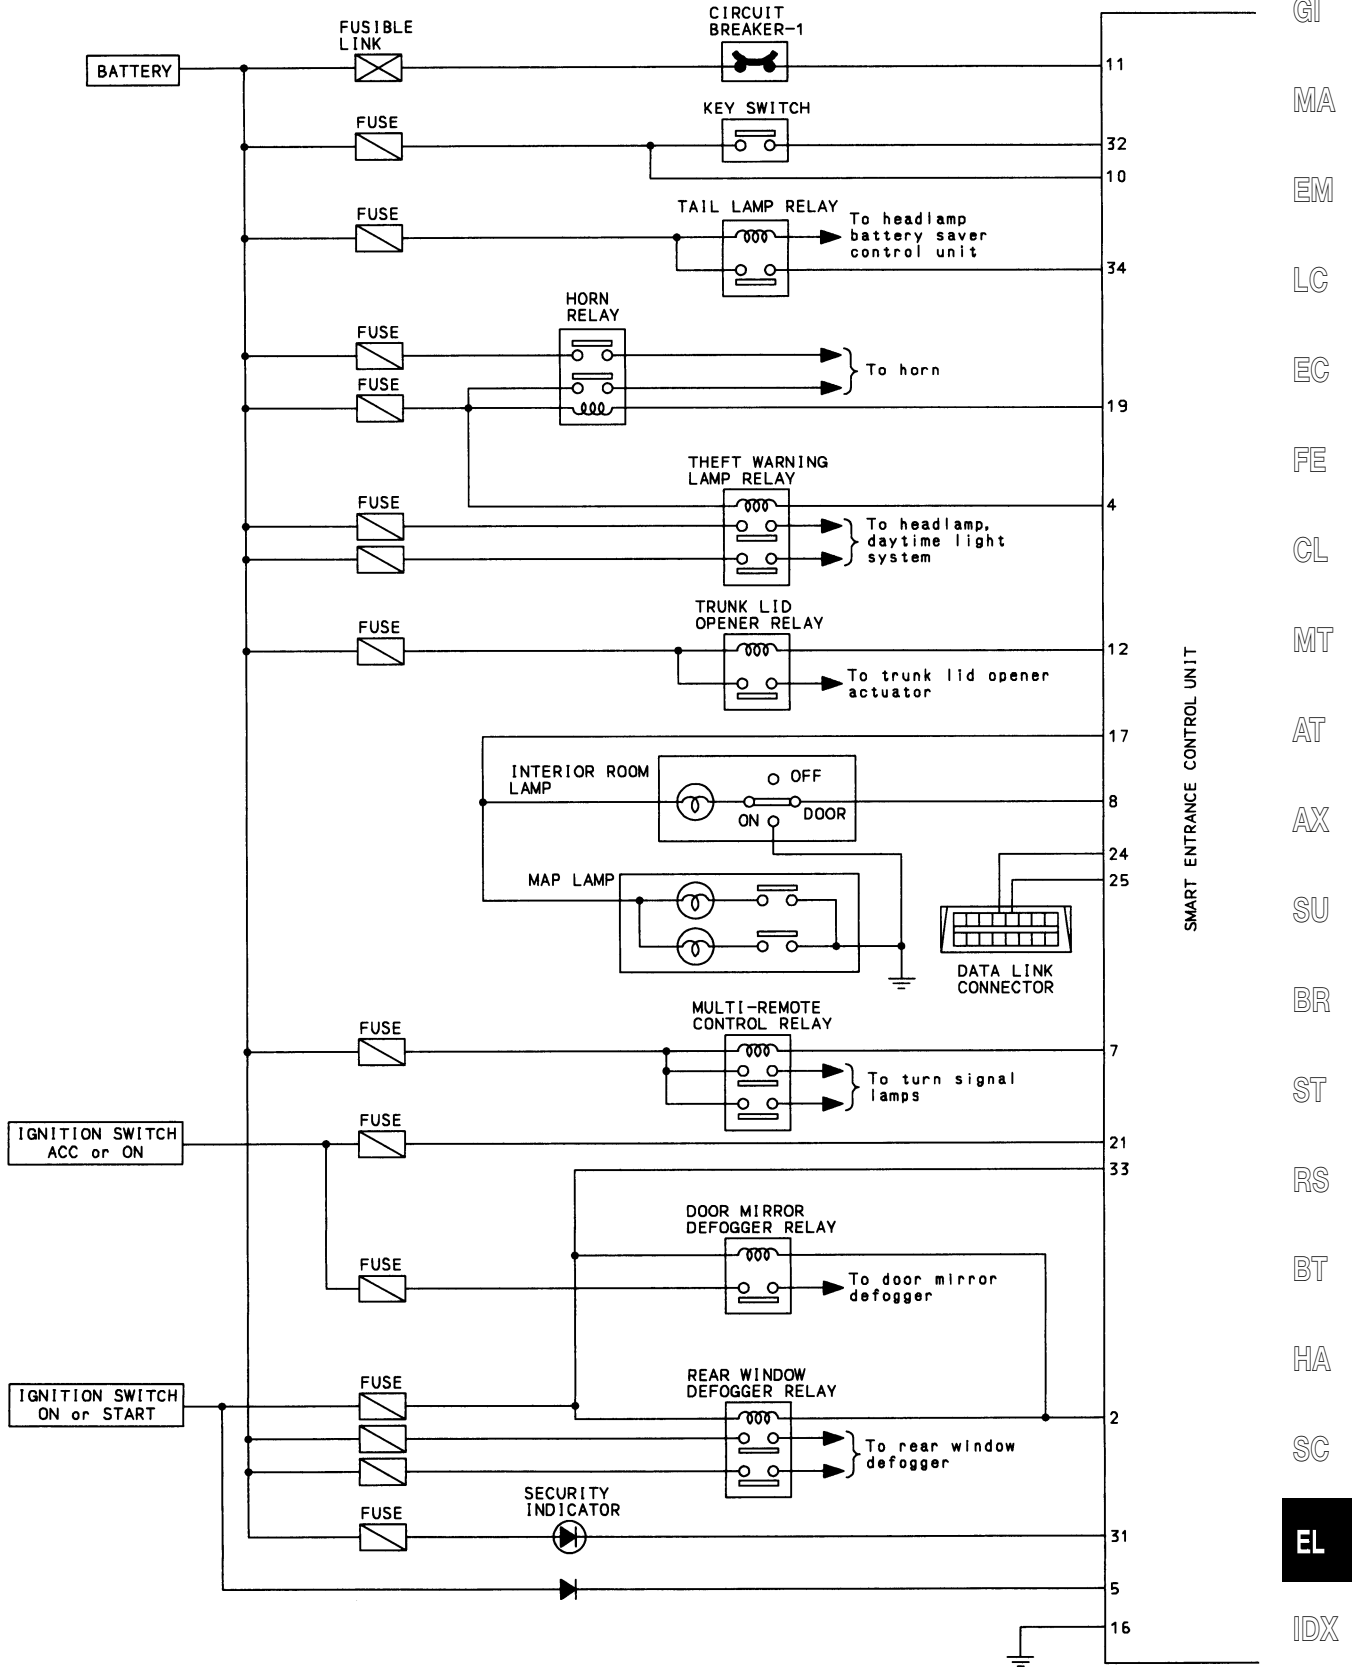 GI
CIRCUIT
BREAKER-1
FUSIBLE
LINK
BATTERY
11
MA
KEY SWITCH
FUSE
32
10
EM
TAIL LAMP RELAY
FUSE
To headlamp
battery saver
control unit
34
LC
HORN
RELAY
FUSE
To horn
EC
FUSE
19
FE
THEFT WARNING
LAMP RELAY
FUSE
4
To headlamp,
daytime light
system
CL
TRUNK LID
OPENER RELAY
FUSE
12
MT
To trunk lid opener
actuator
SMART ENTRANCE CONTROL UNIT
17
AT
INTERIOR ROOM
LAMP
OFF
8
ON
DOOR
AX
24
25
MAP LAMP
SU
DATA LINK
CONNECTOR
MULTI-REMOTE
CONTROL RELAY
BR
FUSE
7
To turn signal
lamps
ST
IGNITION SWITCH
ACC or ON
FUSE
21
33
RS
DOOR MIRROR
DEFOGGER RELAY
FUSE
To door mirror
defogger
BT
REAR WINDOW
DEFOGGER RELAY
HA
IGNITION SWITCH
ON or START
FUSE
2
To rear window
defogger
SC
SECURITY
INDICATOR
FUSE
31
EL
5
16
IDX